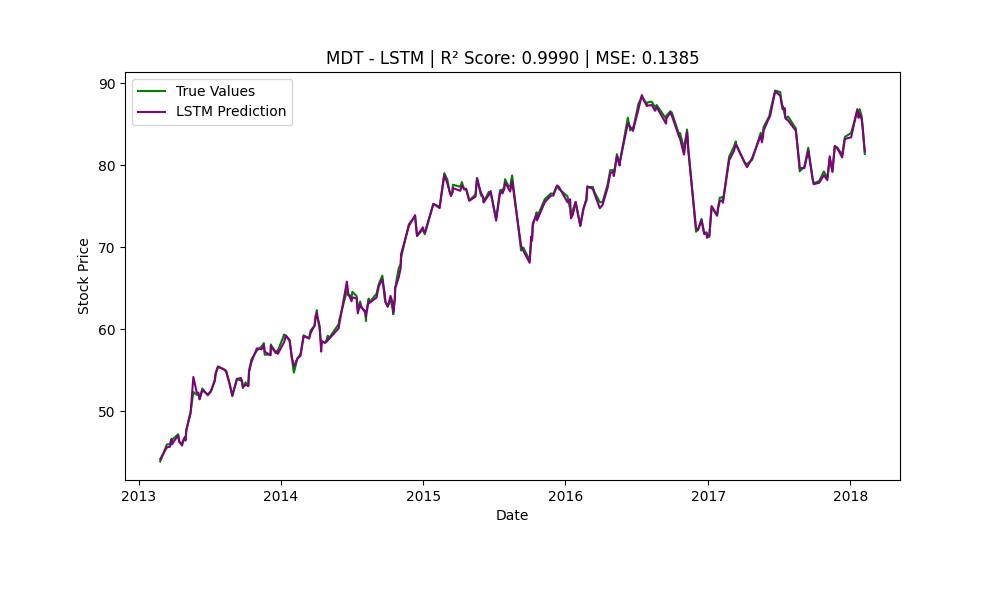 MDT - LSTM | R² Score: 0.9990 | MSE: 0.1385
True Values
LSTM Prediction
90
80
70
60
50
Stock Price
2013 2014 2015 2016 2017 2018
Date